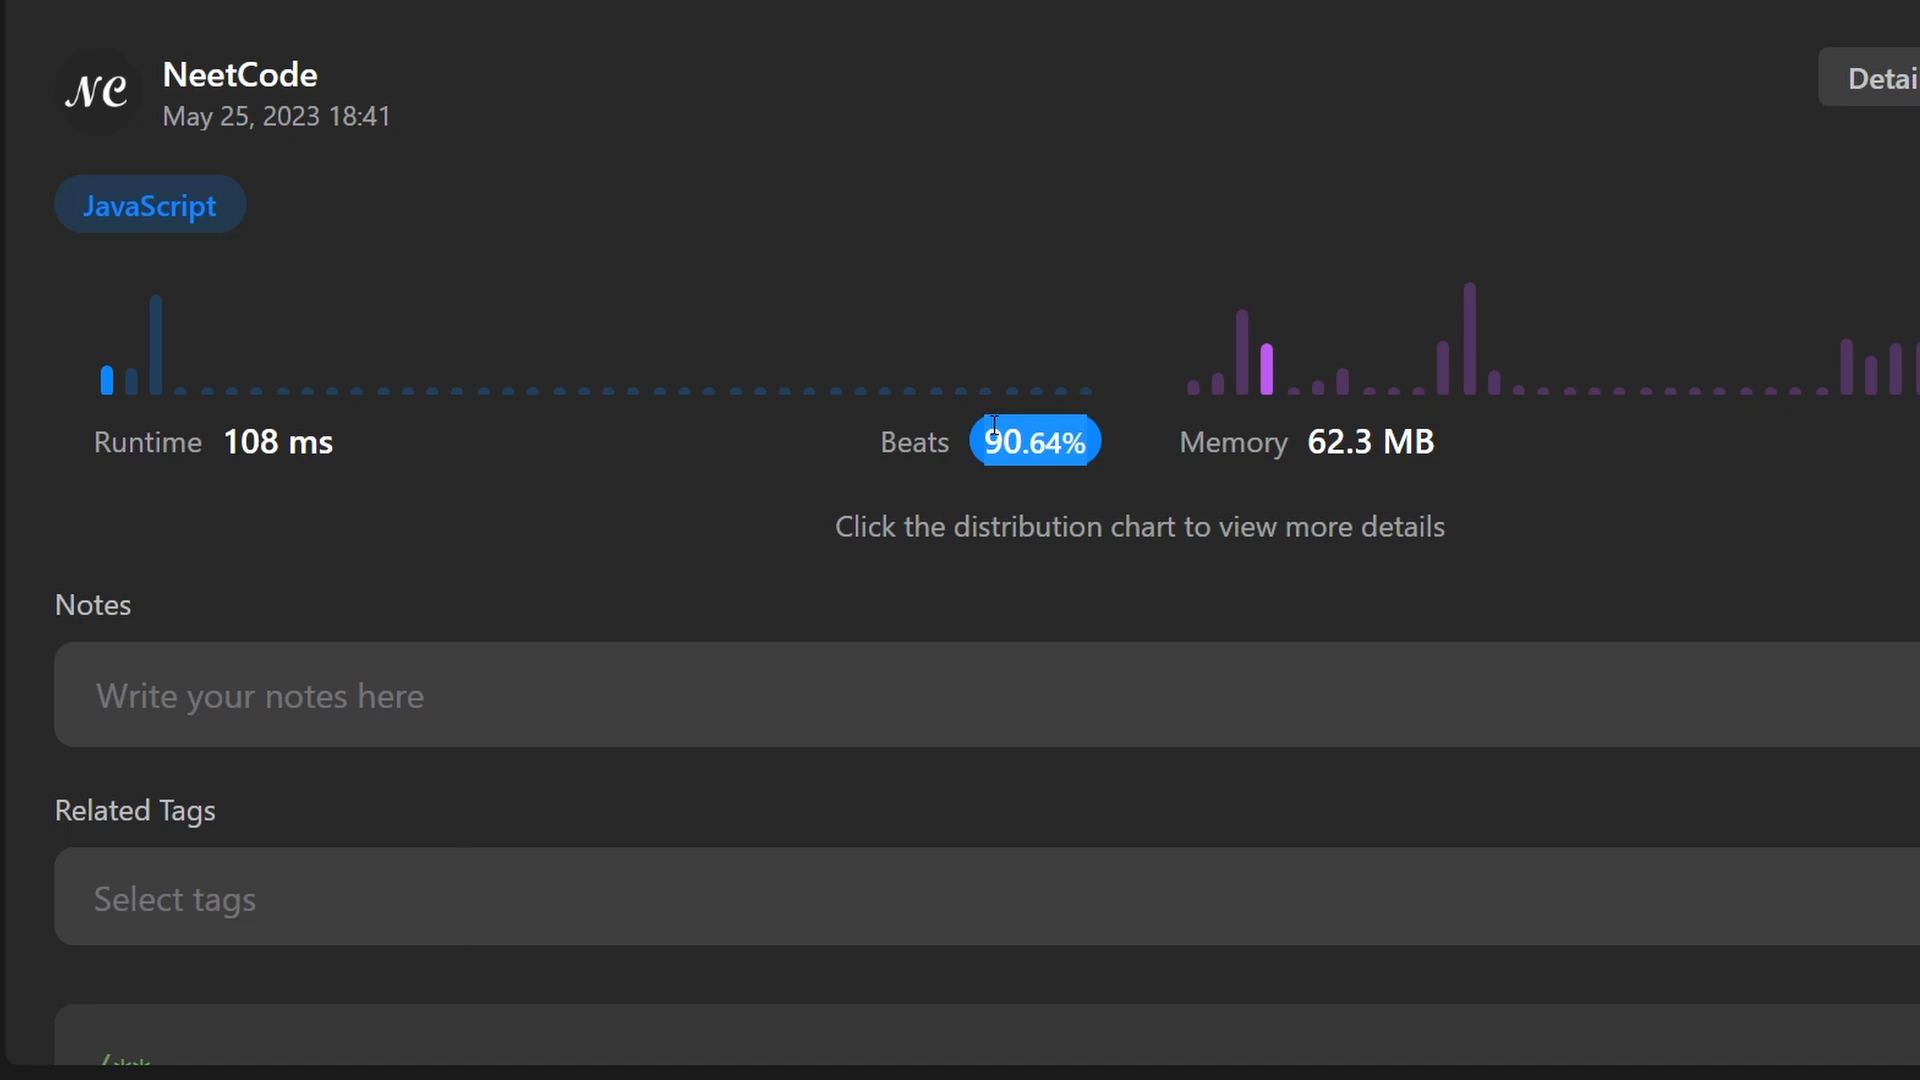 NC
NeetCode
May 25, 2023 18:41
Detai
JavaScript
Runtime 108 ms
Beats 90.64%
Memory 62.3 MB
Click the distribution chart to view more details
Notes
Write your notes here
Related Tags
Select tags
/**